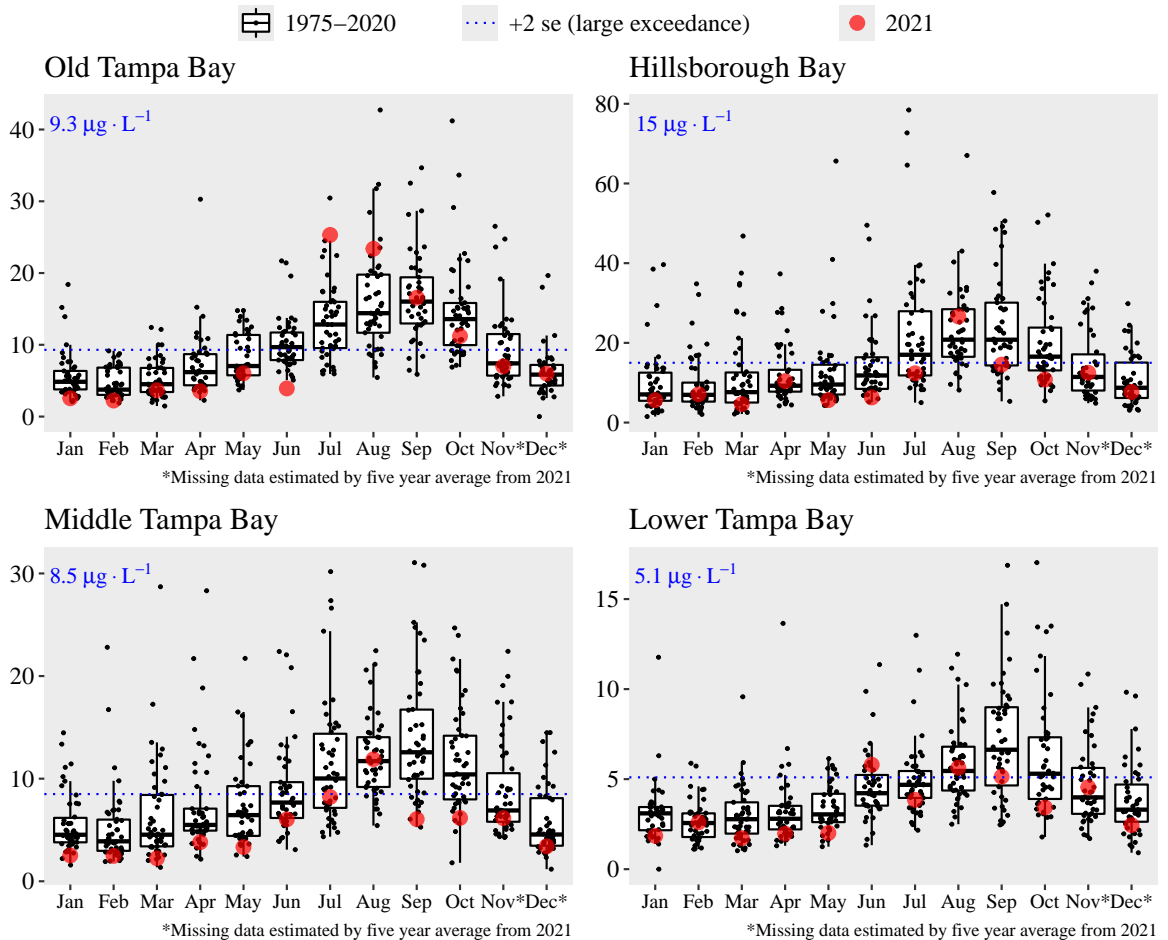 1975–2020 +2 se (large exceedance) 2021
Old Tampa Bay
9.3 μg · L⁻¹
40
30
20
10
0
Jan Feb Mar Apr May Jun Jul Aug Sep Oct Nov* Dec*
*Missing data estimated by five year average from 2021
Hillsborough Bay
15 μg · L⁻¹
80
60
40
20
0
Jan Feb Mar Apr May Jun Jul Aug Sep Oct Nov* Dec*
*Missing data estimated by five year average from 2021
Middle Tampa Bay
8.5 μg · L⁻¹
30
20
10
0
Jan Feb Mar Apr May Jun Jul Aug Sep Oct Nov* Dec*
*Missing data estimated by five year average from 2021
Lower Tampa Bay
5.1 μg · L⁻¹
15
10
5
0
Jan Feb Mar Apr May Jun Jul Aug Sep Oct Nov* Dec*
*Missing data estimated by five year average from 2021